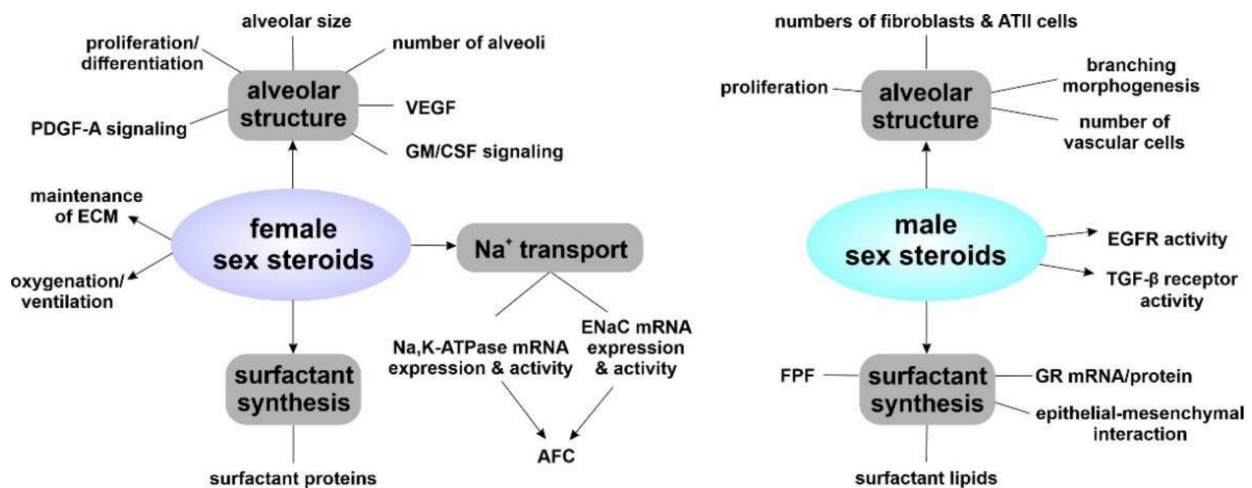 alveolar size
proliferation/
differentiation
number of alveoli
alveolar
structure
VEGF
PDGF-A signaling
GM/CSF signaling
maintenance
of ECM
female
sex steroids
Na⁺ transport
oxygenation/
ventilation
Na,K-ATPase mRNA
expression & activity
ENaC mRNA
expression
& activity
AFC
surfactant
synthesis
surfactant proteins
numbers of fibroblasts & ATII cells
proliferation
alveolar
structure
branching
morphogenesis
number of
vascular cells
male
sex steroids
EGFR activity
TGF-β receptor
activity
FPF
surfactant
synthesis
GR mRNA/protein
epithelial-mesenchymal
interaction
surfactant lipids